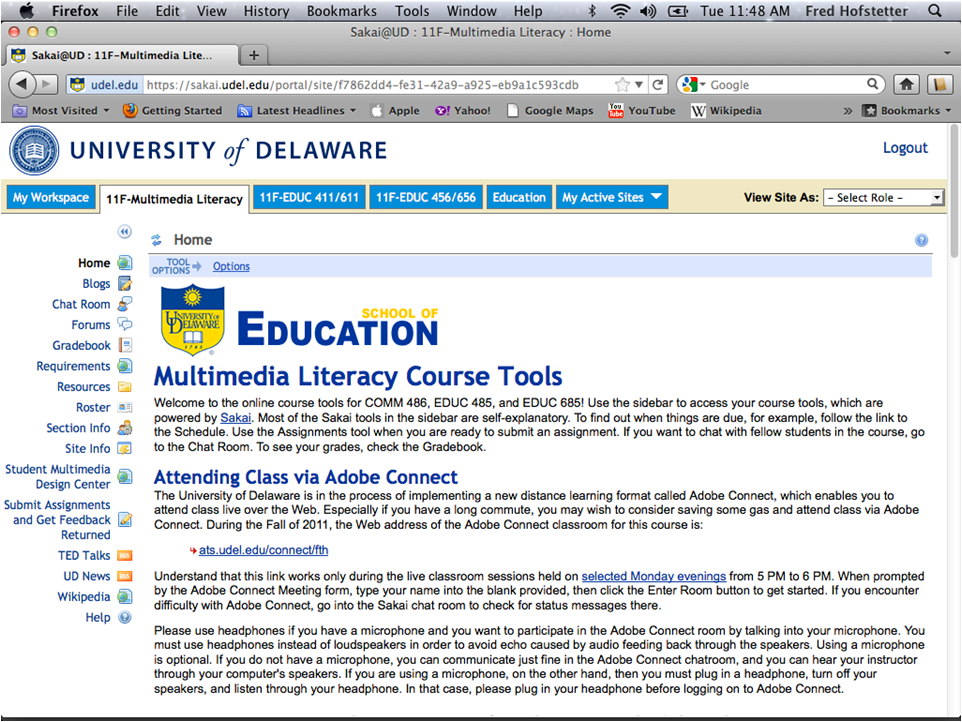 Firefox File Edit View History Bookmarks Tools Window Help Tue 11:48 AM Fred Hofstetter
Sakai@UD : 11F-Multimedia Literacy : Home
Sakai@UD : 11F-Multimedia Lite... +
udel.edu https://sakai.udel.edu/portal/site/f7862dd4-fe31-42a9-a925-eb9a1c593cdb Google
Most Visited Getting Started Latest Headlines Apple Yahoo! Google Maps YouTube Wikipedia » Bookmarks
UNIVERSITY of DELAWARE
Logout
My Workspace 11F-Multimedia Literacy 11F-EDUC 411/611 11F-EDUC 456/656 Education My Active Sites View Site As: - Select Role -
Home
TOOL OPTIONS Options
Home
Blogs
Chat Room
Forums
Gradebook
Requirements
Resources
Roster
Section Info
Site Info
Student Multimedia
Design Center
Submit Assignments
and Get Feedback
Returned
TED Talks
UD News
Wikipedia
Help
UNIVERSITY OF
DELAWARE
1743
SCHOOL OF
EDUCATION
Multimedia Literacy Course Tools
Welcome to the online course tools for COMM 486, EDUC 485, and EDUC 685! Use the sidebar to access your course tools, which are
powered by Sakai. Most of the Sakai tools in the sidebar are self-explanatory. To find out when things are due, for example, follow the link to
the Schedule. Use the Assignments tool when you are ready to submit an assignment. If you want to chat with fellow students in the course, go
to the Chat Room. To see your grades, check the Gradebook.
Attending Class via Adobe Connect
The University of Delaware is in the process of implementing a new distance learning format called Adobe Connect, which enables you to
attend class live over the Web. Especially if you have a long commute, you may wish to consider saving some gas and attend class via Adobe
Connect. During the Fall of 2011, the Web address of the Adobe Connect classroom for this course is:
ats.udel.edu/connect/fth
Understand that this link works only during the live classroom sessions held on selected Monday evenings from 5 PM to 6 PM. When prompted
by the Adobe Connect Meeting form, type your name into the blank provided, then click the Enter Room button to get started. If you encounter
difficulty with Adobe Connect, go into the Sakai chat room to check for status messages there.
Please use headphones if you have a microphone and you want to participate in the Adobe Connect room by talking into your microphone. You
must use headphones instead of loudspeakers in order to avoid echo caused by audio feeding back through the speakers. Using a microphone
is optional. If you do not have a microphone, you can communicate just fine in the Adobe Connect chatroom, and you can hear your instructor
through your computer's speakers. If you are using a microphone, on the other hand, then you must plug in a headphone, turn off your
speakers, and listen through your headphone. In that case, please plug in your headphone before logging on to Adobe Connect.